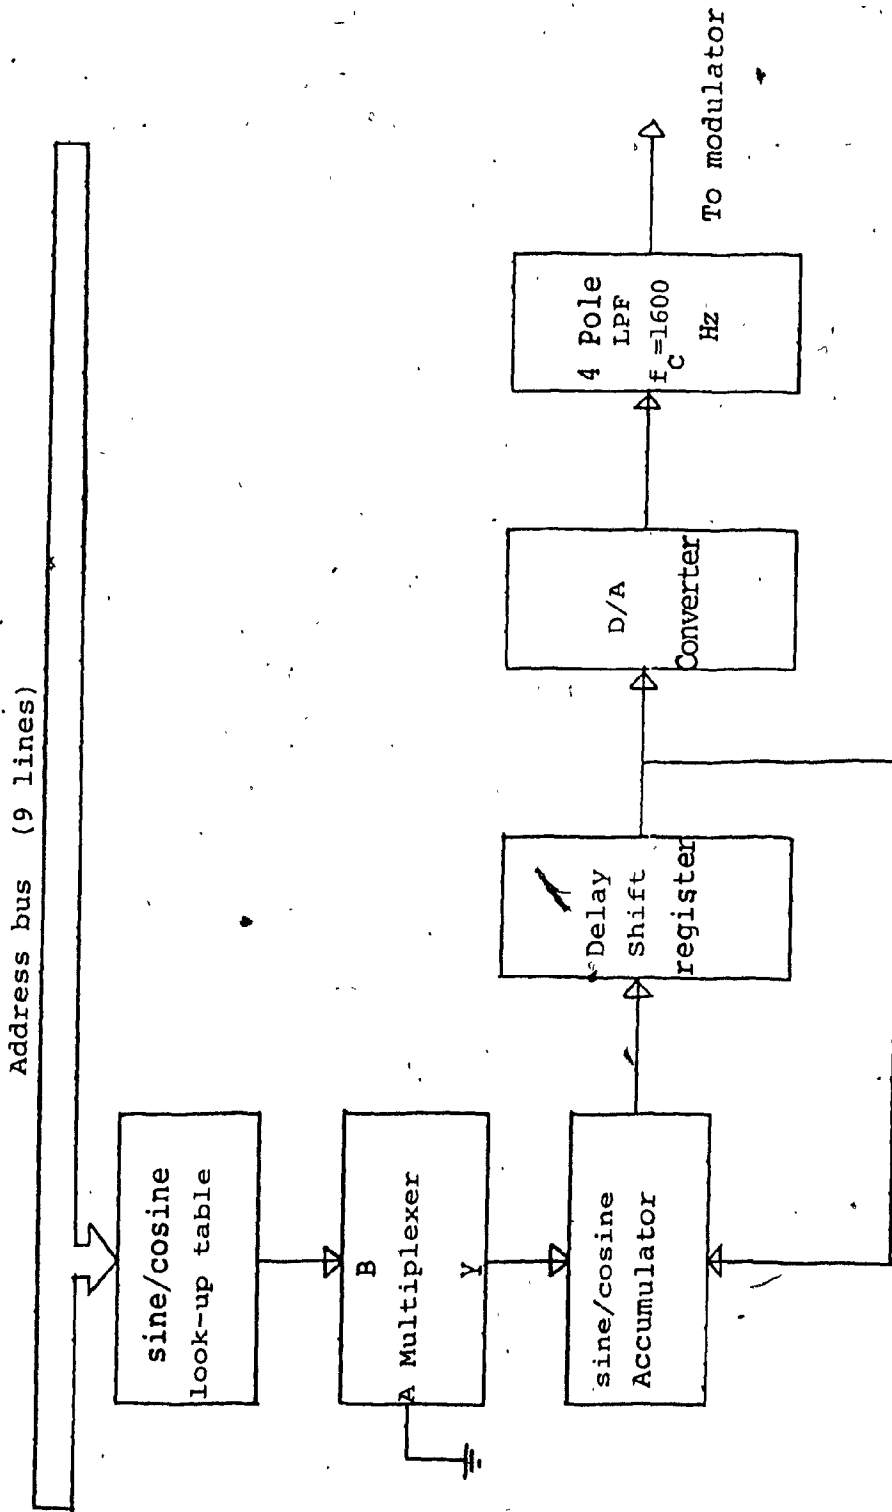 Address bus (9 lines)
sine/cosine
look-up table
B
A Multiplexer
y
sine/cosine
Accumulator
Delay
Shift
register
D/A
Converter
4 Pole
LPF
f_c=1600
Hz
To modulator